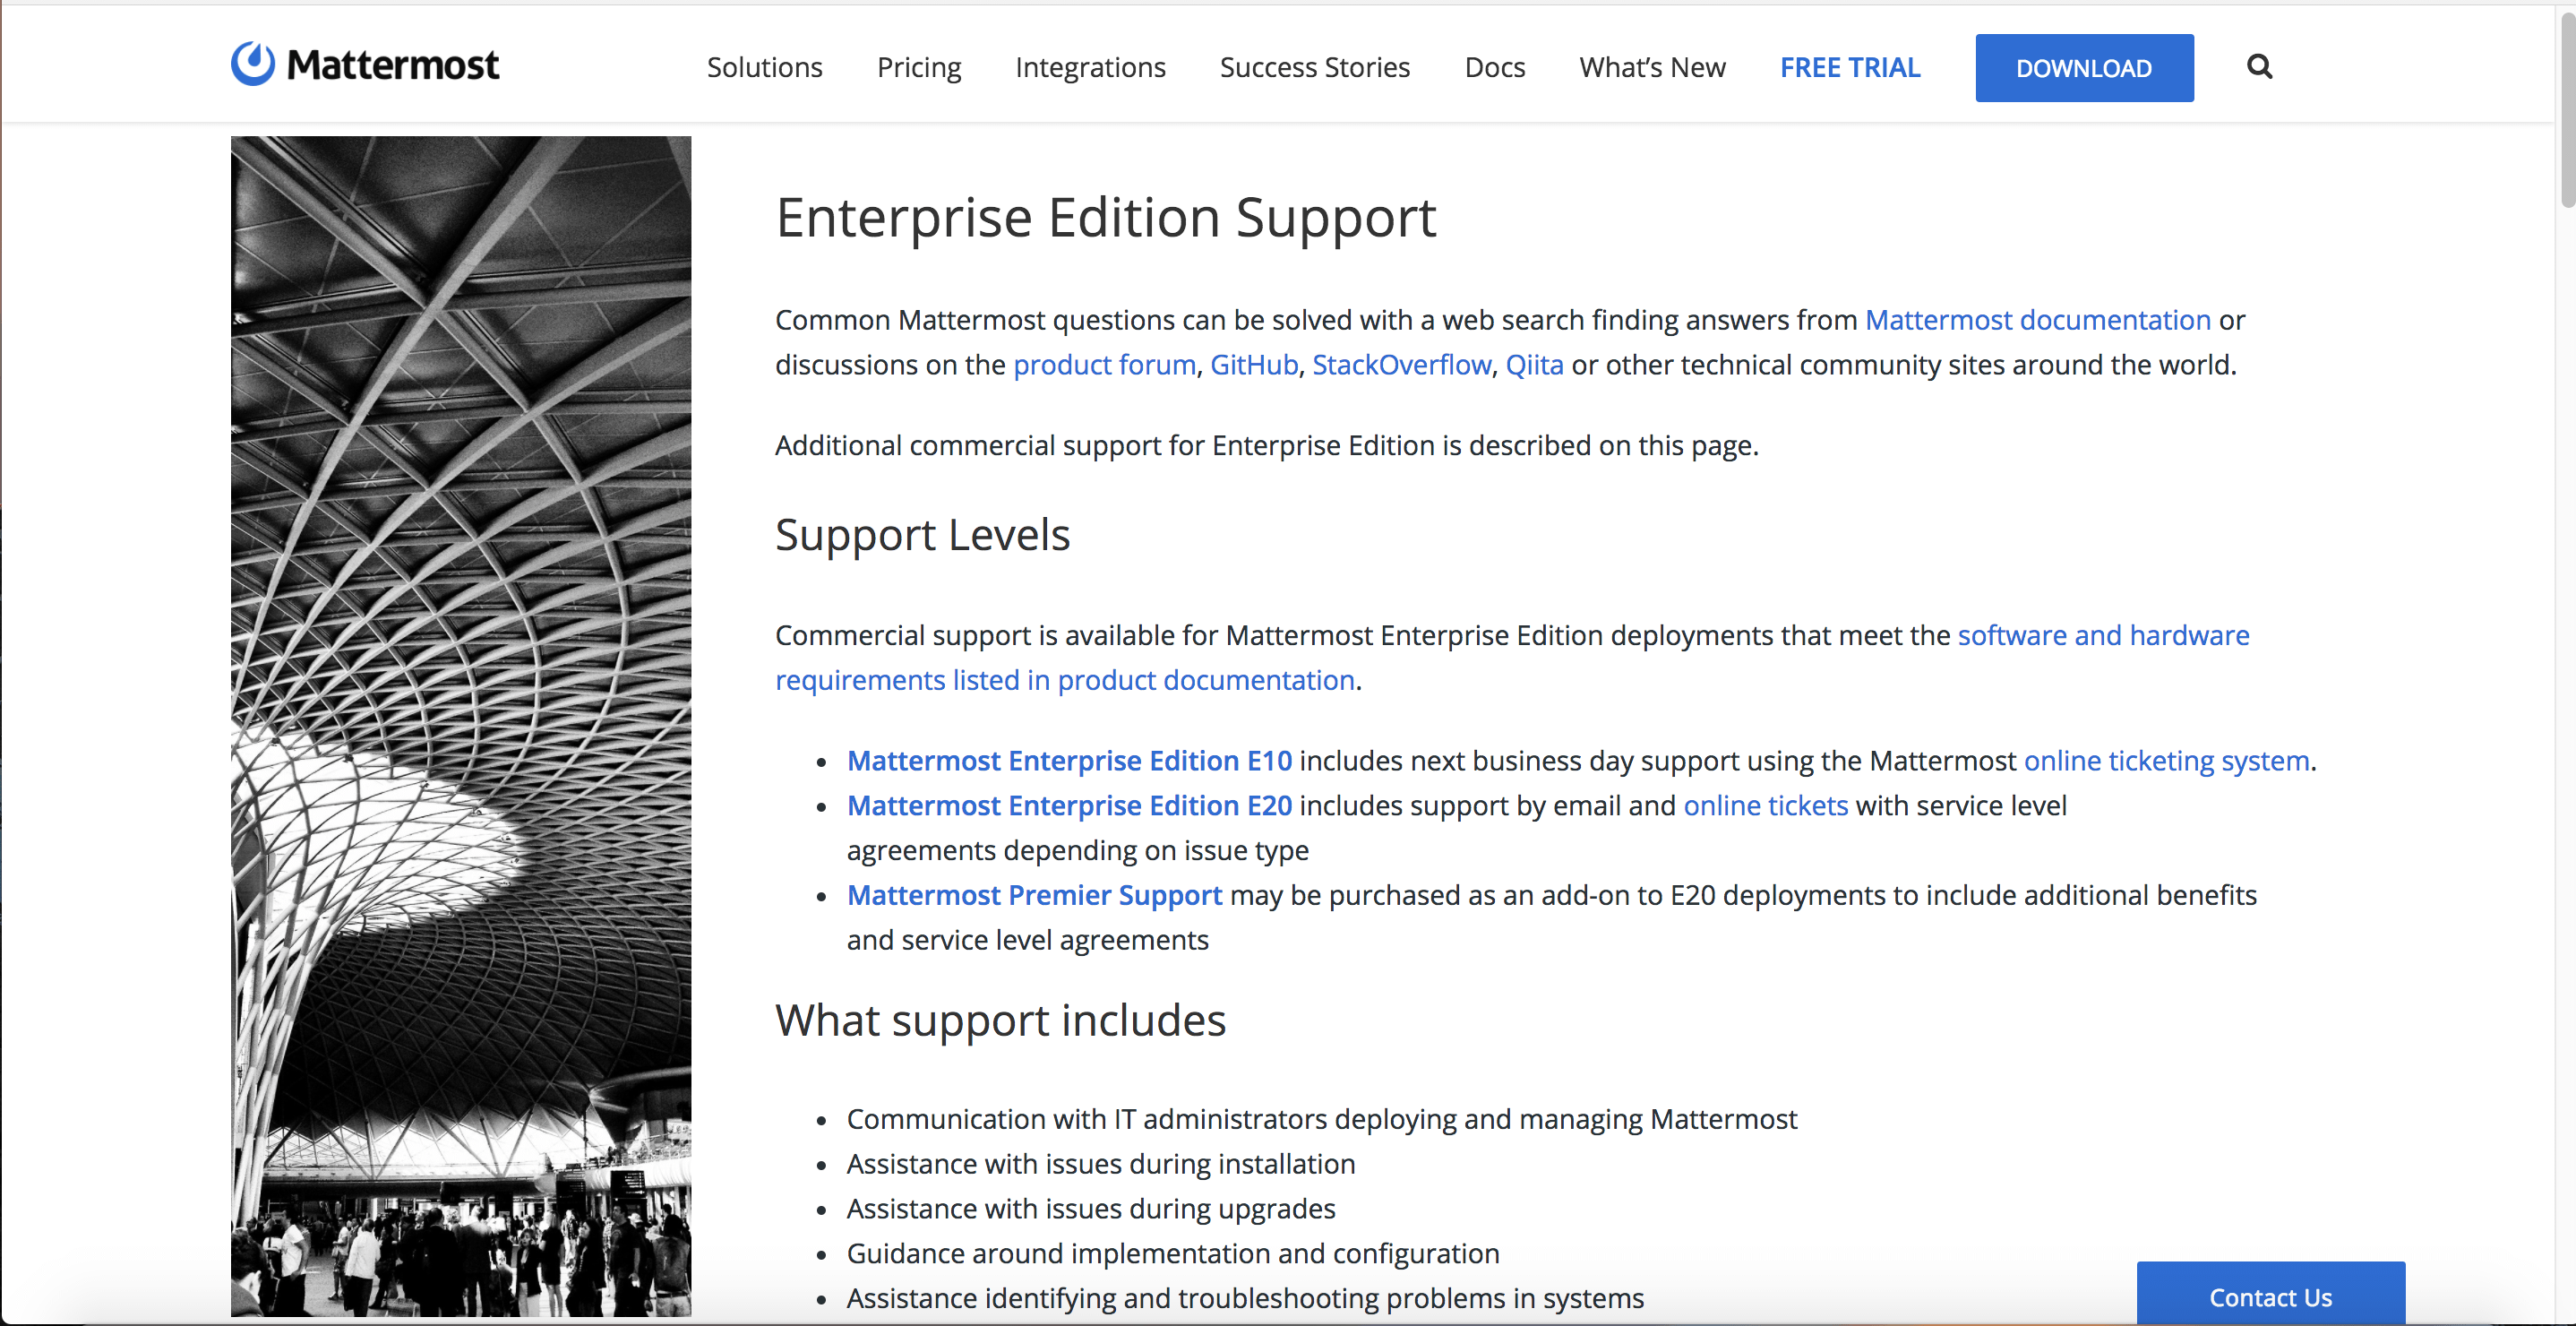 Mattermost
Solutions
Pricing
Integrations
Success Stories
Docs
What’s New
FREE TRIAL
DOWNLOAD
Enterprise Edition Support
Common Mattermost questions can be solved with a web search finding answers from Mattermost documentation or
discussions on the product forum, GitHub, StackOverflow, Qiita or other technical community sites around the world.
Additional commercial support for Enterprise Edition is described on this page.
Support Levels
Commercial support is available for Mattermost Enterprise Edition deployments that meet the software and hardware
requirements listed in product documentation.
• Mattermost Enterprise Edition E10 includes next business day support using the Mattermost online ticketing system.
• Mattermost Enterprise Edition E20 includes support by email and online tickets with service level
agreements depending on issue type
• Mattermost Premier Support may be purchased as an add-on to E20 deployments to include additional benefits
and service level agreements
What support includes
• Communication with IT administrators deploying and managing Mattermost
• Assistance with issues during installation
• Assistance with issues during upgrades
• Guidance around implementation and configuration
• Assistance identifying and troubleshooting problems in systems
Contact Us